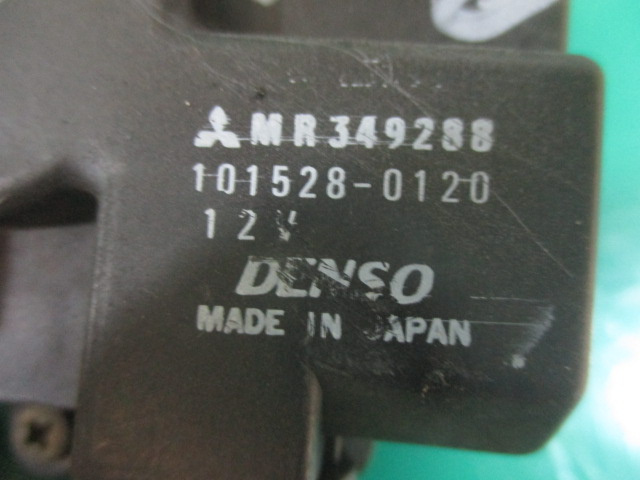 MR349288
101528-0120
12V
DENSO
MADE IN JAPAN